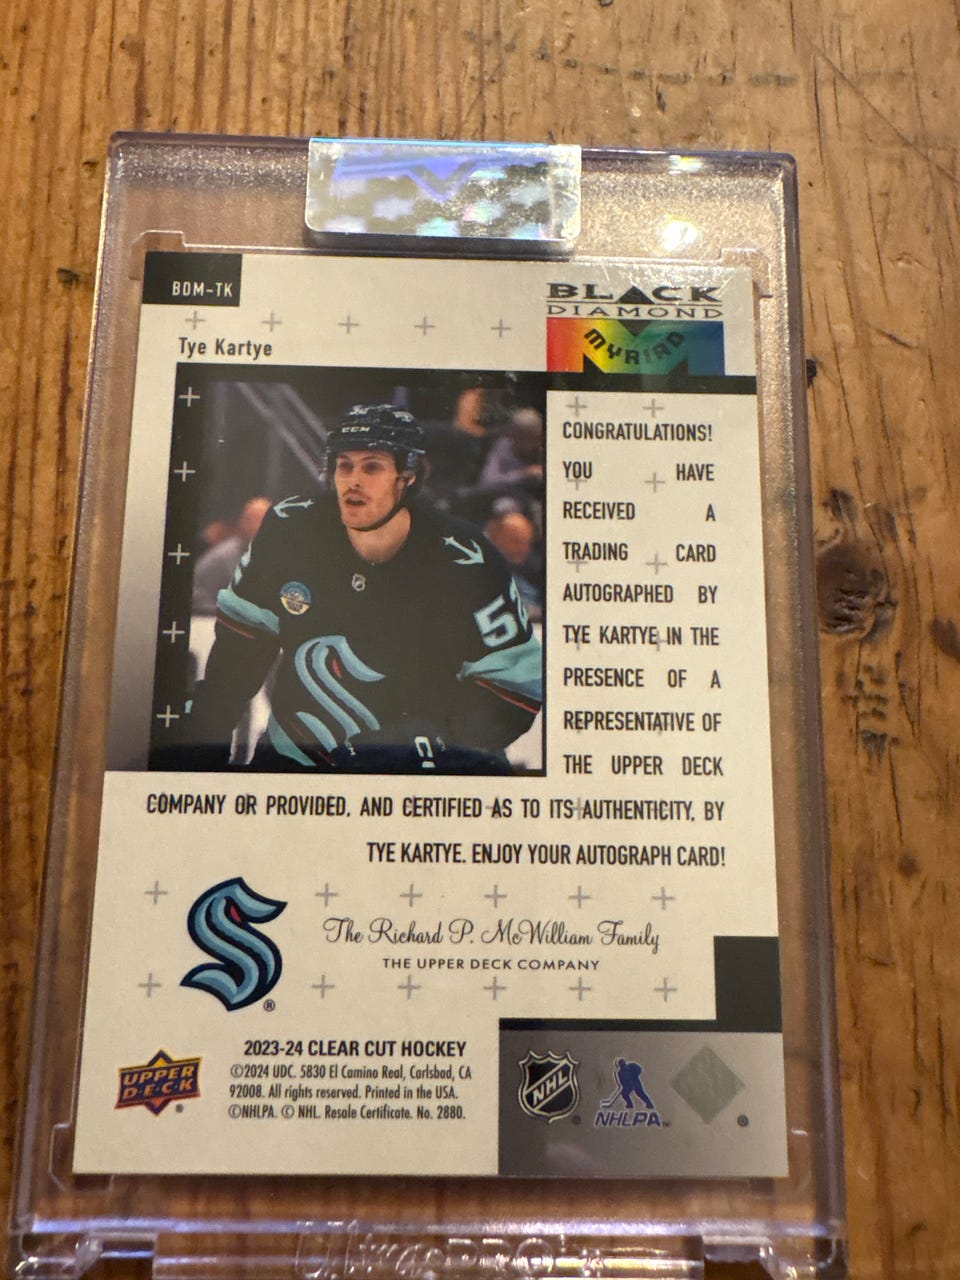 BDM-TK
BLACK
DIAMOND
MYRIAD
Tye Kartye
CCM
52
CONGRATULATIONS!
YOU HAVE
RECEIVED A
TRADING CARD
AUTOGRAPHED BY
TYE KARTYE IN THE
PRESENCE OF A
REPRESENTATIVE OF
THE UPPER DECK
COMPANY OR PROVIDED, AND CERTIFIED AS TO ITS AUTHENTICITY, BY
TYE KARTYE. ENJOY YOUR AUTOGRAPH CARD!
The Richard P. McWilliam Family
THE UPPER DECK COMPANY
®
2023-24 CLEAR CUT HOCKEY
UPPER
D·E·C·K
®
©2024 UDC. 5830 El Camino Real, Carlsbad, CA
92008. All rights reserved. Printed in the USA.
©NHLPA. © NHL. Resale Certificate. No. 2880.
NHL
NHLPA
UltraPRO